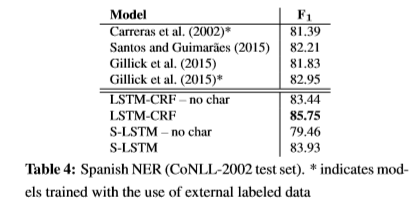 Model F₁
Carreras et al. (2002)* 81.39
Santos and Guimarães (2015) 82.21
Gillick et al. (2015) 81.83
Gillick et al. (2015)* 82.95
LSTM-CRF – no char 83.44
LSTM-CRF 85.75
S-LSTM – no char 79.46
S-LSTM 83.93
Table 4: Spanish NER (CoNLL-2002 test set). * indicates mod-
els trained with the use of external labeled data